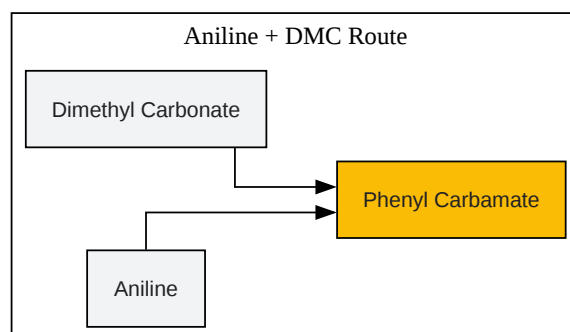 Aniline + DMC Route
Dimethyl Carbonate
Phenyl Carbamate
Aniline